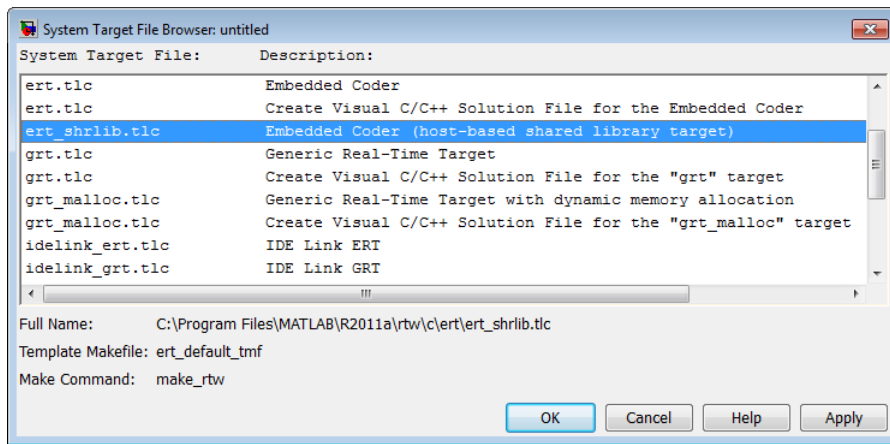 System Target File Browser: untitled
System Target File: Description:
ert.tlc Embedded Coder
ert.tlc Create Visual C/C++ Solution File for the Embedded Coder
ert_shrlib.tlc Embedded Coder (host-based shared library target)
grt.tlc Generic Real-Time Target
grt.tlc Create Visual C/C++ Solution File for the "grt" target
grt_malloc.tlc Generic Real-Time Target with dynamic memory allocation
grt_malloc.tlc Create Visual C/C++ Solution File for the "grt_malloc" target
idelink_ert.tlc IDE Link ERT
idelink_grt.tlc IDE Link GRT
Full Name: C:\Program Files\MATLAB\R2011a\rtw\c\ert\ert_shrlib.tlc
Template Makefile: ert_default_tmf
Make Command: make_rtw
OK Cancel Help Apply